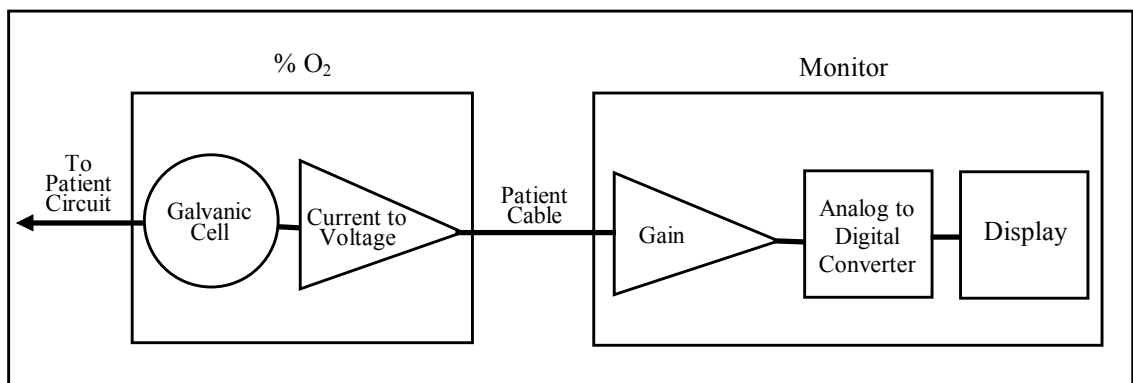 % O₂
Monitor
To
Patient
Circuit
Galvanic
Cell
Current to
Voltage
Patient
Cable
Gain
Analog to
Digital
Converter
Display